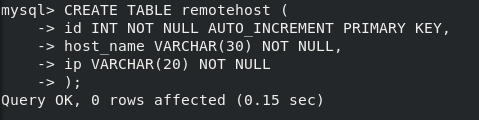 mysql> CREATE TABLE remotehost (
    -> id INT NOT NULL AUTO_INCREMENT PRIMARY KEY,
    -> host_name VARCHAR(30) NOT NULL,
    -> ip VARCHAR(20) NOT NULL
    -> );
Query OK, 0 rows affected (0.15 sec)